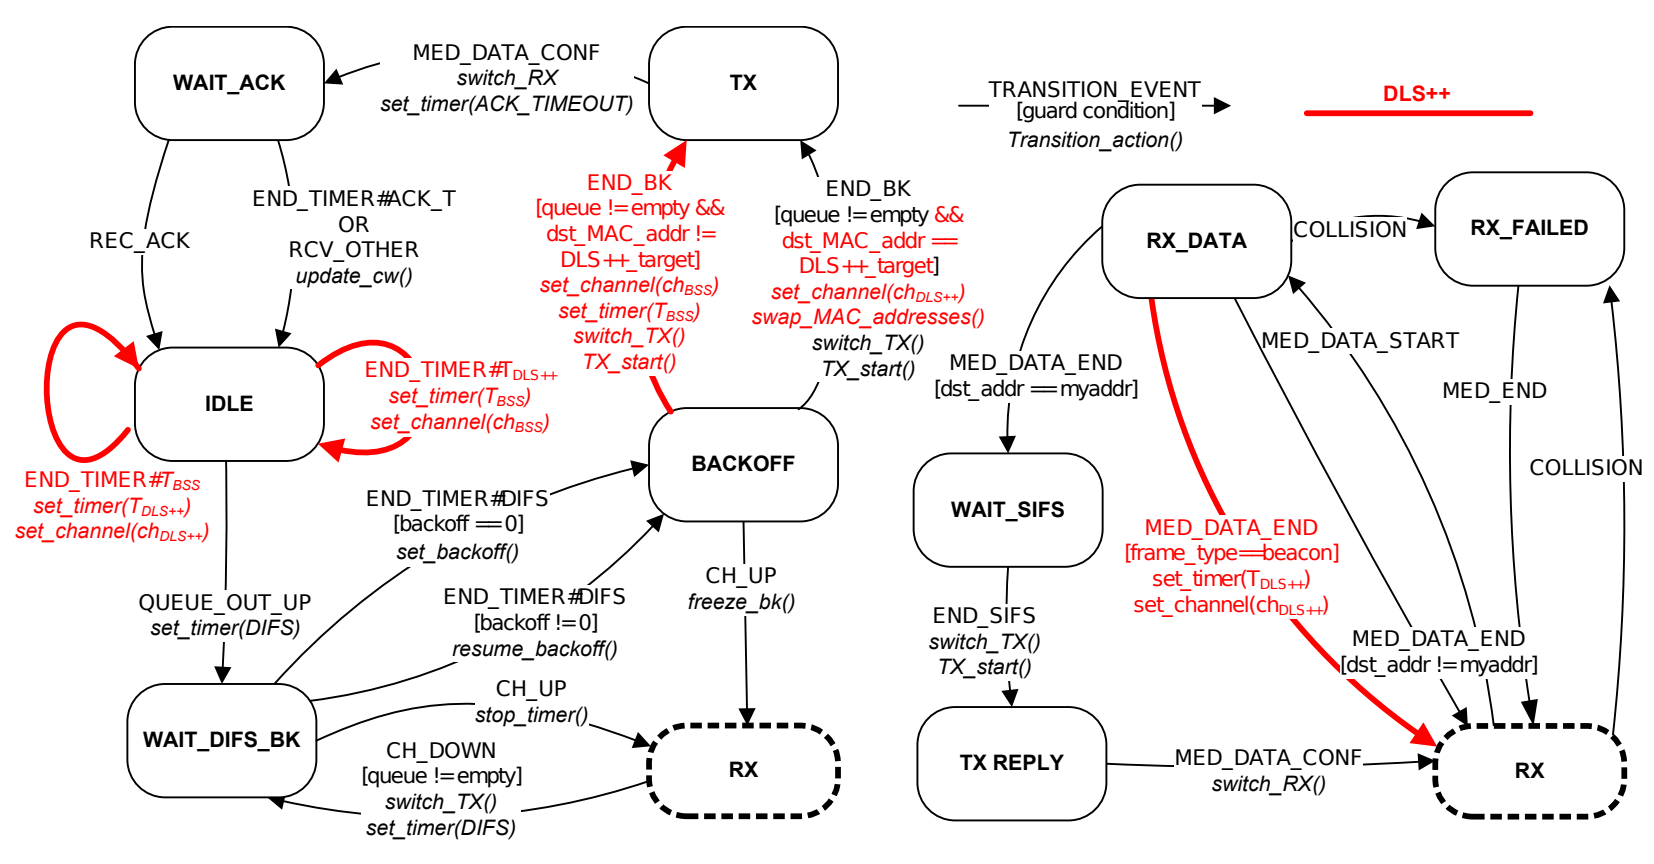 WAIT_ACK
MED_DATA_CONF
switch_RX
set_timer(ACK_TIMEOUT)
TX
TRANSITION_EVENT
[guard condition]
Transition_action()
DLS++
REC_ACK
END_TIMER#ACK_T
OR
RCV_OTHER
update_cw()
END_BK
[queue != empty &&
dst_MAC_addr !=
DLS++_target]
set_channel(chBSS)
set_timer(TBSS)
switch_TX()
TX_start()
END_BK
[queue != empty &&
dst_MAC_addr ==
DLS++_target]
set_channel(chDLS++)
swap_MAC_addresses()
switch_TX()
TX_start()
RX_DATA
COLLISION
RX_FAILED
IDLE
END_TIMER#TDLS++
set_timer(TBSS)
set_channel(chBSS)
END_TIMER#TBSS
set_timer(TDLS++)
set_channel(chDLS++)
MED_DATA_END
[dst_addr == myaddr]
MED_DATA_START
MED_END
COLLISION
BACKOFF
END_TIMER#DIFS
[backoff == 0]
set_backoff()
END_TIMER#DIFS
[backoff != 0]
resume_backoff()
CH_UP
freeze_bk()
QUEUE_OUT_UP
set_timer(DIFS)
WAIT_SIFS
MED_DATA_END
[frame_type==beacon]
set_timer(TDLS++)
set_channel(chDLS++)
END_SIFS
switch_TX()
TX_start()
MED_DATA_END
[dst_addr != myaddr]
WAIT_DIFS_BK
CH_UP
stop_timer()
CH_DOWN
[queue != empty]
switch_TX()
set_timer(DIFS)
RX
TX REPLY
MED_DATA_CONF
switch_RX()
RX